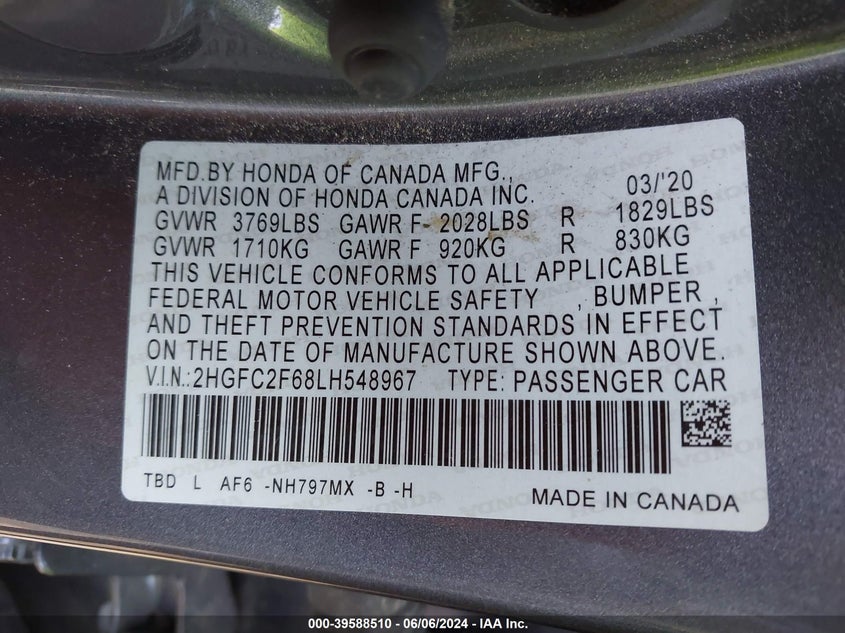 MFD.BY HONDA OF CANADA MFG.,
A DIVISION OF HONDA CANADA INC. 03/'20
GVWR 3769LBS GAWR F 2028LBS R 1829LBS
GVWR 1710KG GAWR F 920KG R 830KG
THIS VEHICLE CONFORMS TO ALL APPLICABLE
FEDERAL MOTOR VEHICLE SAFETY , BUMPER ,
AND THEFT PREVENTION STANDARDS IN EFFECT
ON THE DATE OF MANUFACTURE SHOWN ABOVE.
V.I.N.:2HGFC2F68LH548967 TYPE: PASSENGER CAR
TBD L AF6 -NH797MX -B -H MADE IN CANADA
000-39588510 - 06/06/2024 - IAA Inc.